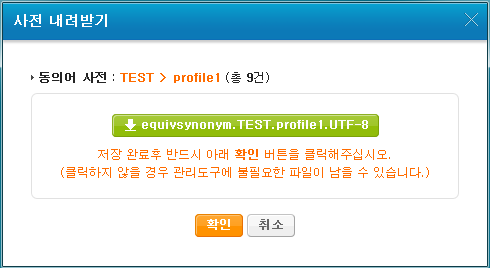 사전 내려받기
동의어 사전 : TEST > profile1 (총 9건)
equivsynonym.TEST.profile1.UTF-8
저장 완료후 반드시 아래 확인 버튼을 클릭해주십시오.
(클릭하지 않을 경우 관리도구에 불필요한 파일이 남을 수 있습니다.)
확인 취소